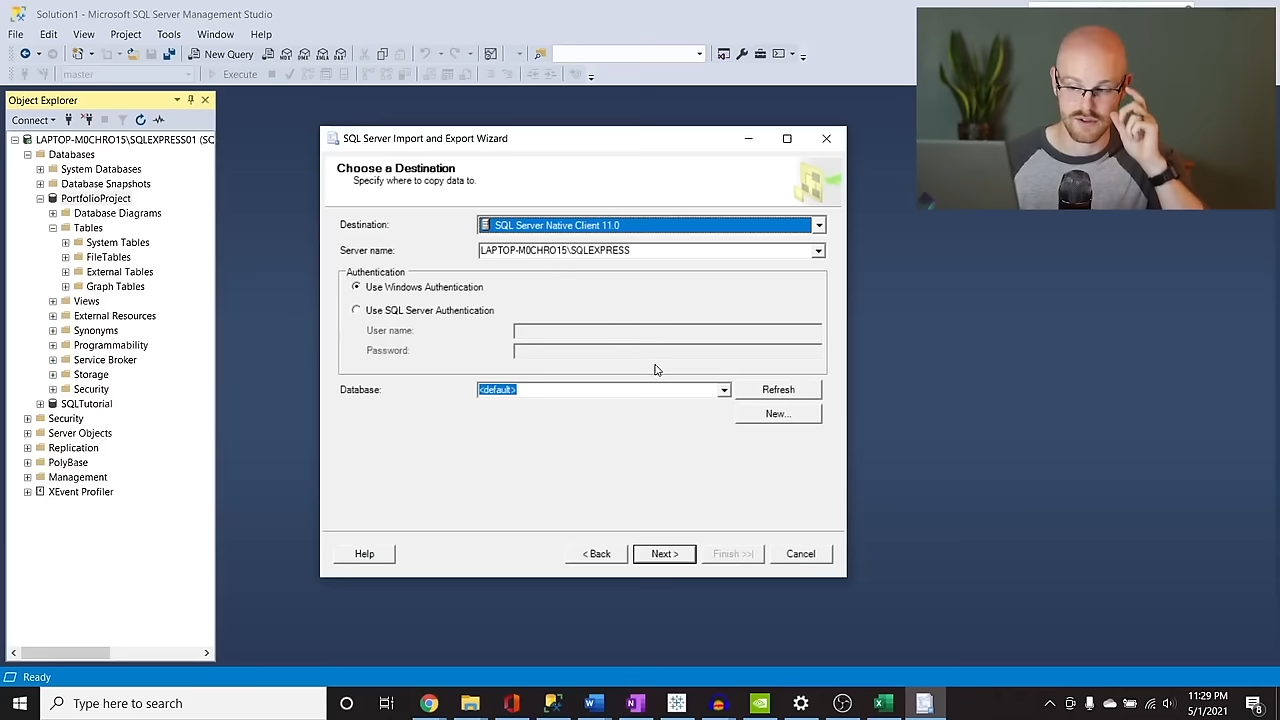 Solution1 - Microsoft SQL Server Management Studio
File Edit View Project Tools Window Help
New Query
MDX DMX XMLA DAX
master Execute
Object Explorer
Connect
LAPTOP-M0CHRO15\SQLEXPRESS01 (SC
Databases
System Databases
Database Snapshots
PortfolioProject
Database Diagrams
Tables
System Tables
FileTables
External Tables
Graph Tables
Views
External Resources
Synonyms
Programmability
Service Broker
Storage
Security
SQLTutorial
Security
Server Objects
Replication
PolyBase
Management
XEvent Profiler
SQL Server Import and Export Wizard
Choose a Destination
Specify where to copy data to.
Destination: SQL Server Native Client 11.0
Server name: LAPTOP-M0CHRO15\SQLEXPRESS
Authentication
Use Windows Authentication
Use SQL Server Authentication
User name:
Password:
Database: <default> Refresh
New...
Help < Back Next > Finish >>| Cancel
Ready
Type here to search
11:29 PM
5/1/2021
8